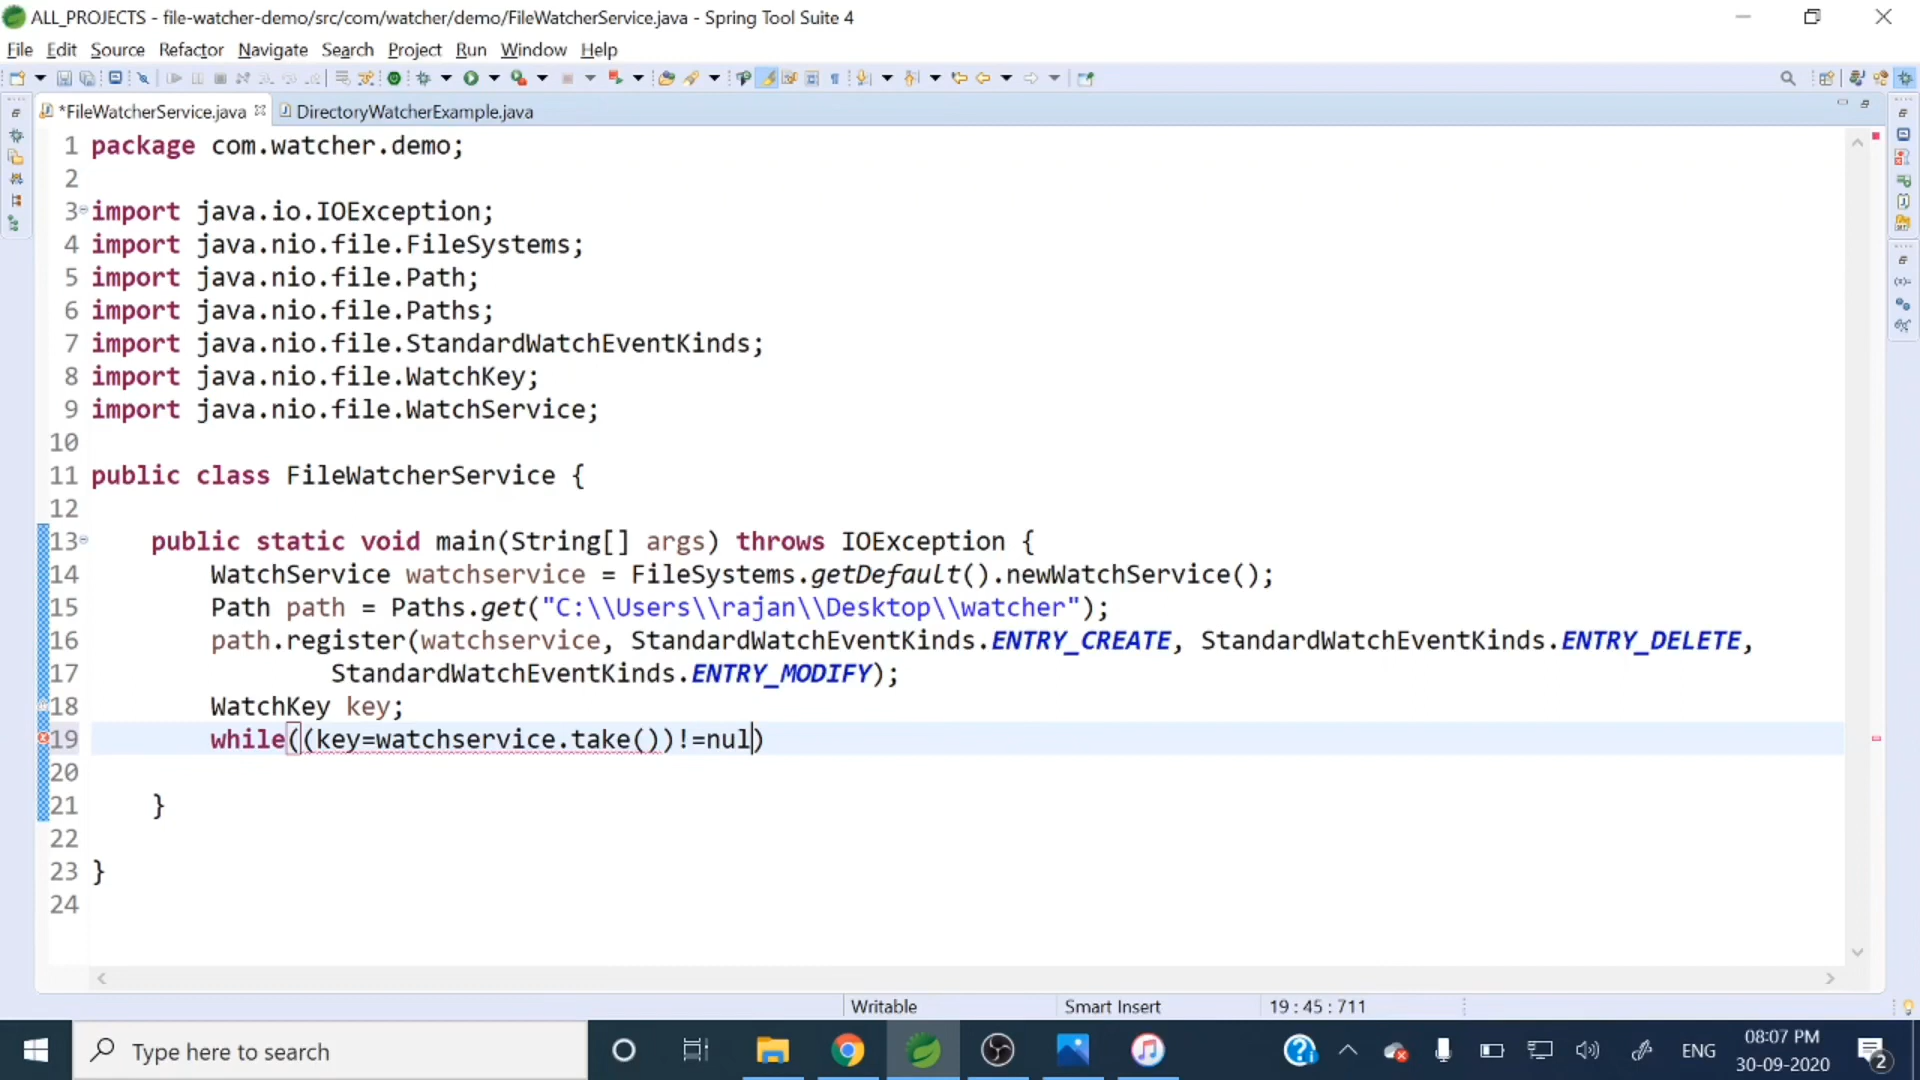 ALL_PROJECTS - file-watcher-demo/src/com/watcher/demo/FileWatcherService.java - Spring Tool Suite 4
File Edit Source Refactor Navigate Search Project Run Window Help
*FileWatcherService.java DirectoryWatcherExample.java
1 package com.watcher.demo;
2
3 import java.io.IOException;
4 import java.nio.file.FileSystems;
5 import java.nio.file.Path;
6 import java.nio.file.Paths;
7 import java.nio.file.StandardWatchEventKinds;
8 import java.nio.file.WatchKey;
9 import java.nio.file.WatchService;
10
11 public class FileWatcherService {
12
13 public static void main(String[] args) throws IOException {
14 WatchService watchservice = FileSystems.getDefault().newWatchService();
15 Path path = Paths.get("C:\\Users\\rajan\\Desktop\\watcher");
16 path.register(watchservice, StandardWatchEventKinds.ENTRY_CREATE, StandardWatchEventKinds.ENTRY_DELETE,
17 StandardWatchEventKinds.ENTRY_MODIFY);
18 WatchKey key;
19 while((key=watchservice.take())!=nul)
20
21 }
22
23 }
24
Writable Smart Insert 19 : 45 : 711
Type here to search
ENG
08:07 PM
30-09-2020
2